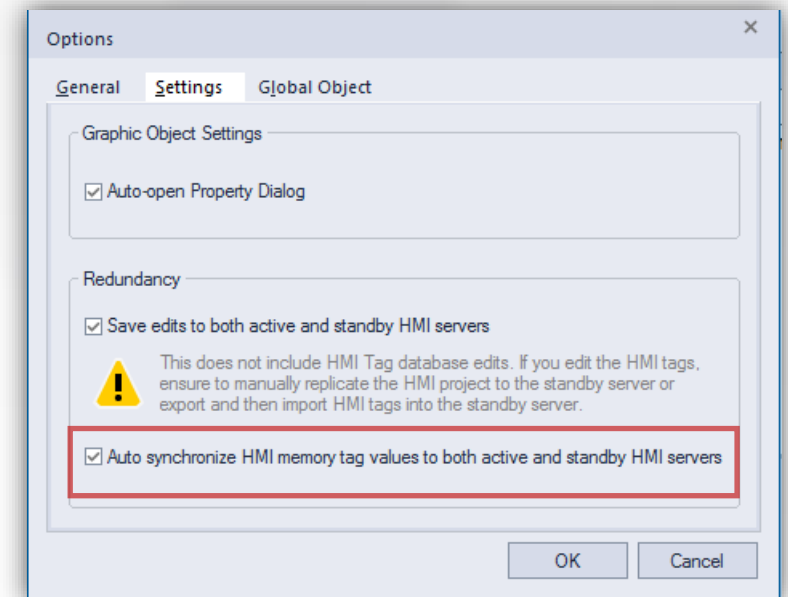 Options
General Settings Global Object
Graphic Object Settings
Auto-open Property Dialog
Redundancy
Save edits to both active and standby HMI servers
This does not include HMI Tag database edits. If you edit the HMI tags,
ensure to manually replicate the HMI project to the standby server or
export and then import HMI tags into the standby server.
Auto synchronize HMI memory tag values to both active and standby HMI servers
OK Cancel